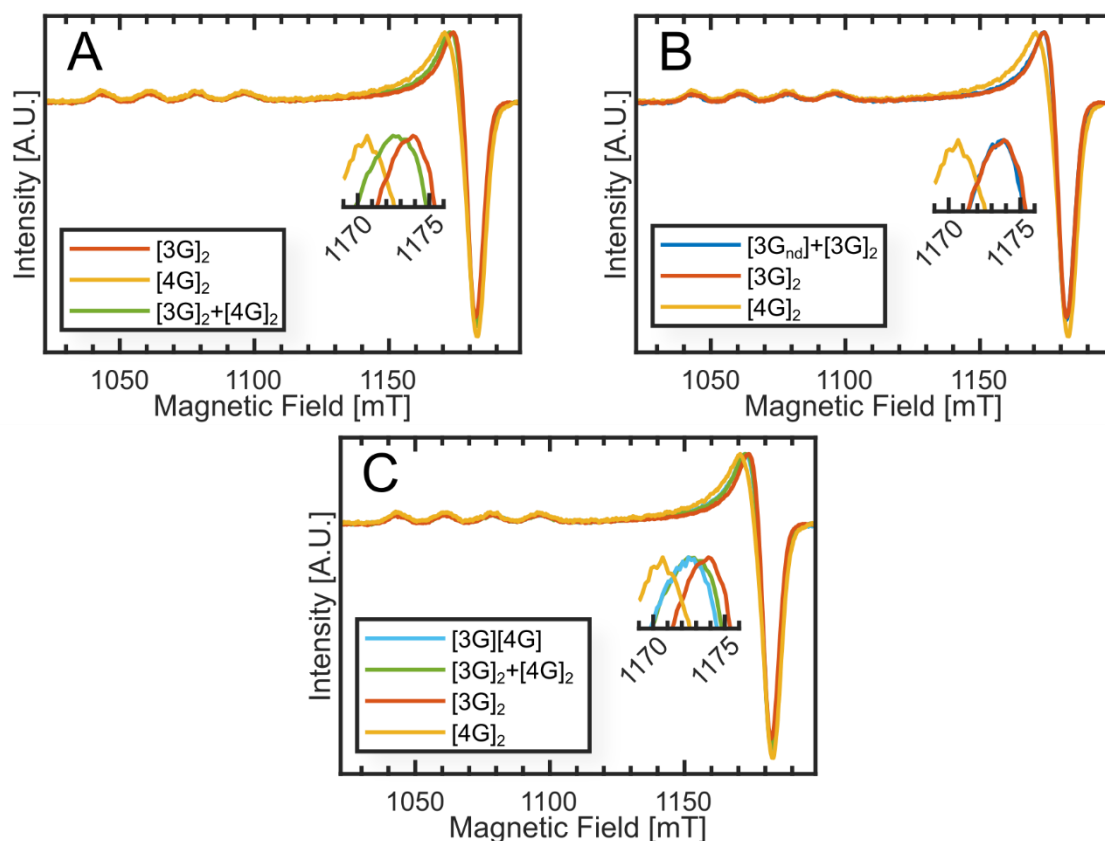 A
Intensity [A.U.]
1170
1175
[3G]2
[4G]2
[3G]2+[4G]2
1050
1100
1150
Magnetic Field [mT]
B
Intensity [A.U.]
1170
1175
[3Gnd]+[3G]2
[3G]2
[4G]2
1050
1100
1150
Magnetic Field [mT]
C
Intensity [A.U.]
1170
1175
[3G][4G]
[3G]2+[4G]2
[3G]2
[4G]2
1050
1100
1150
Magnetic Field [mT]